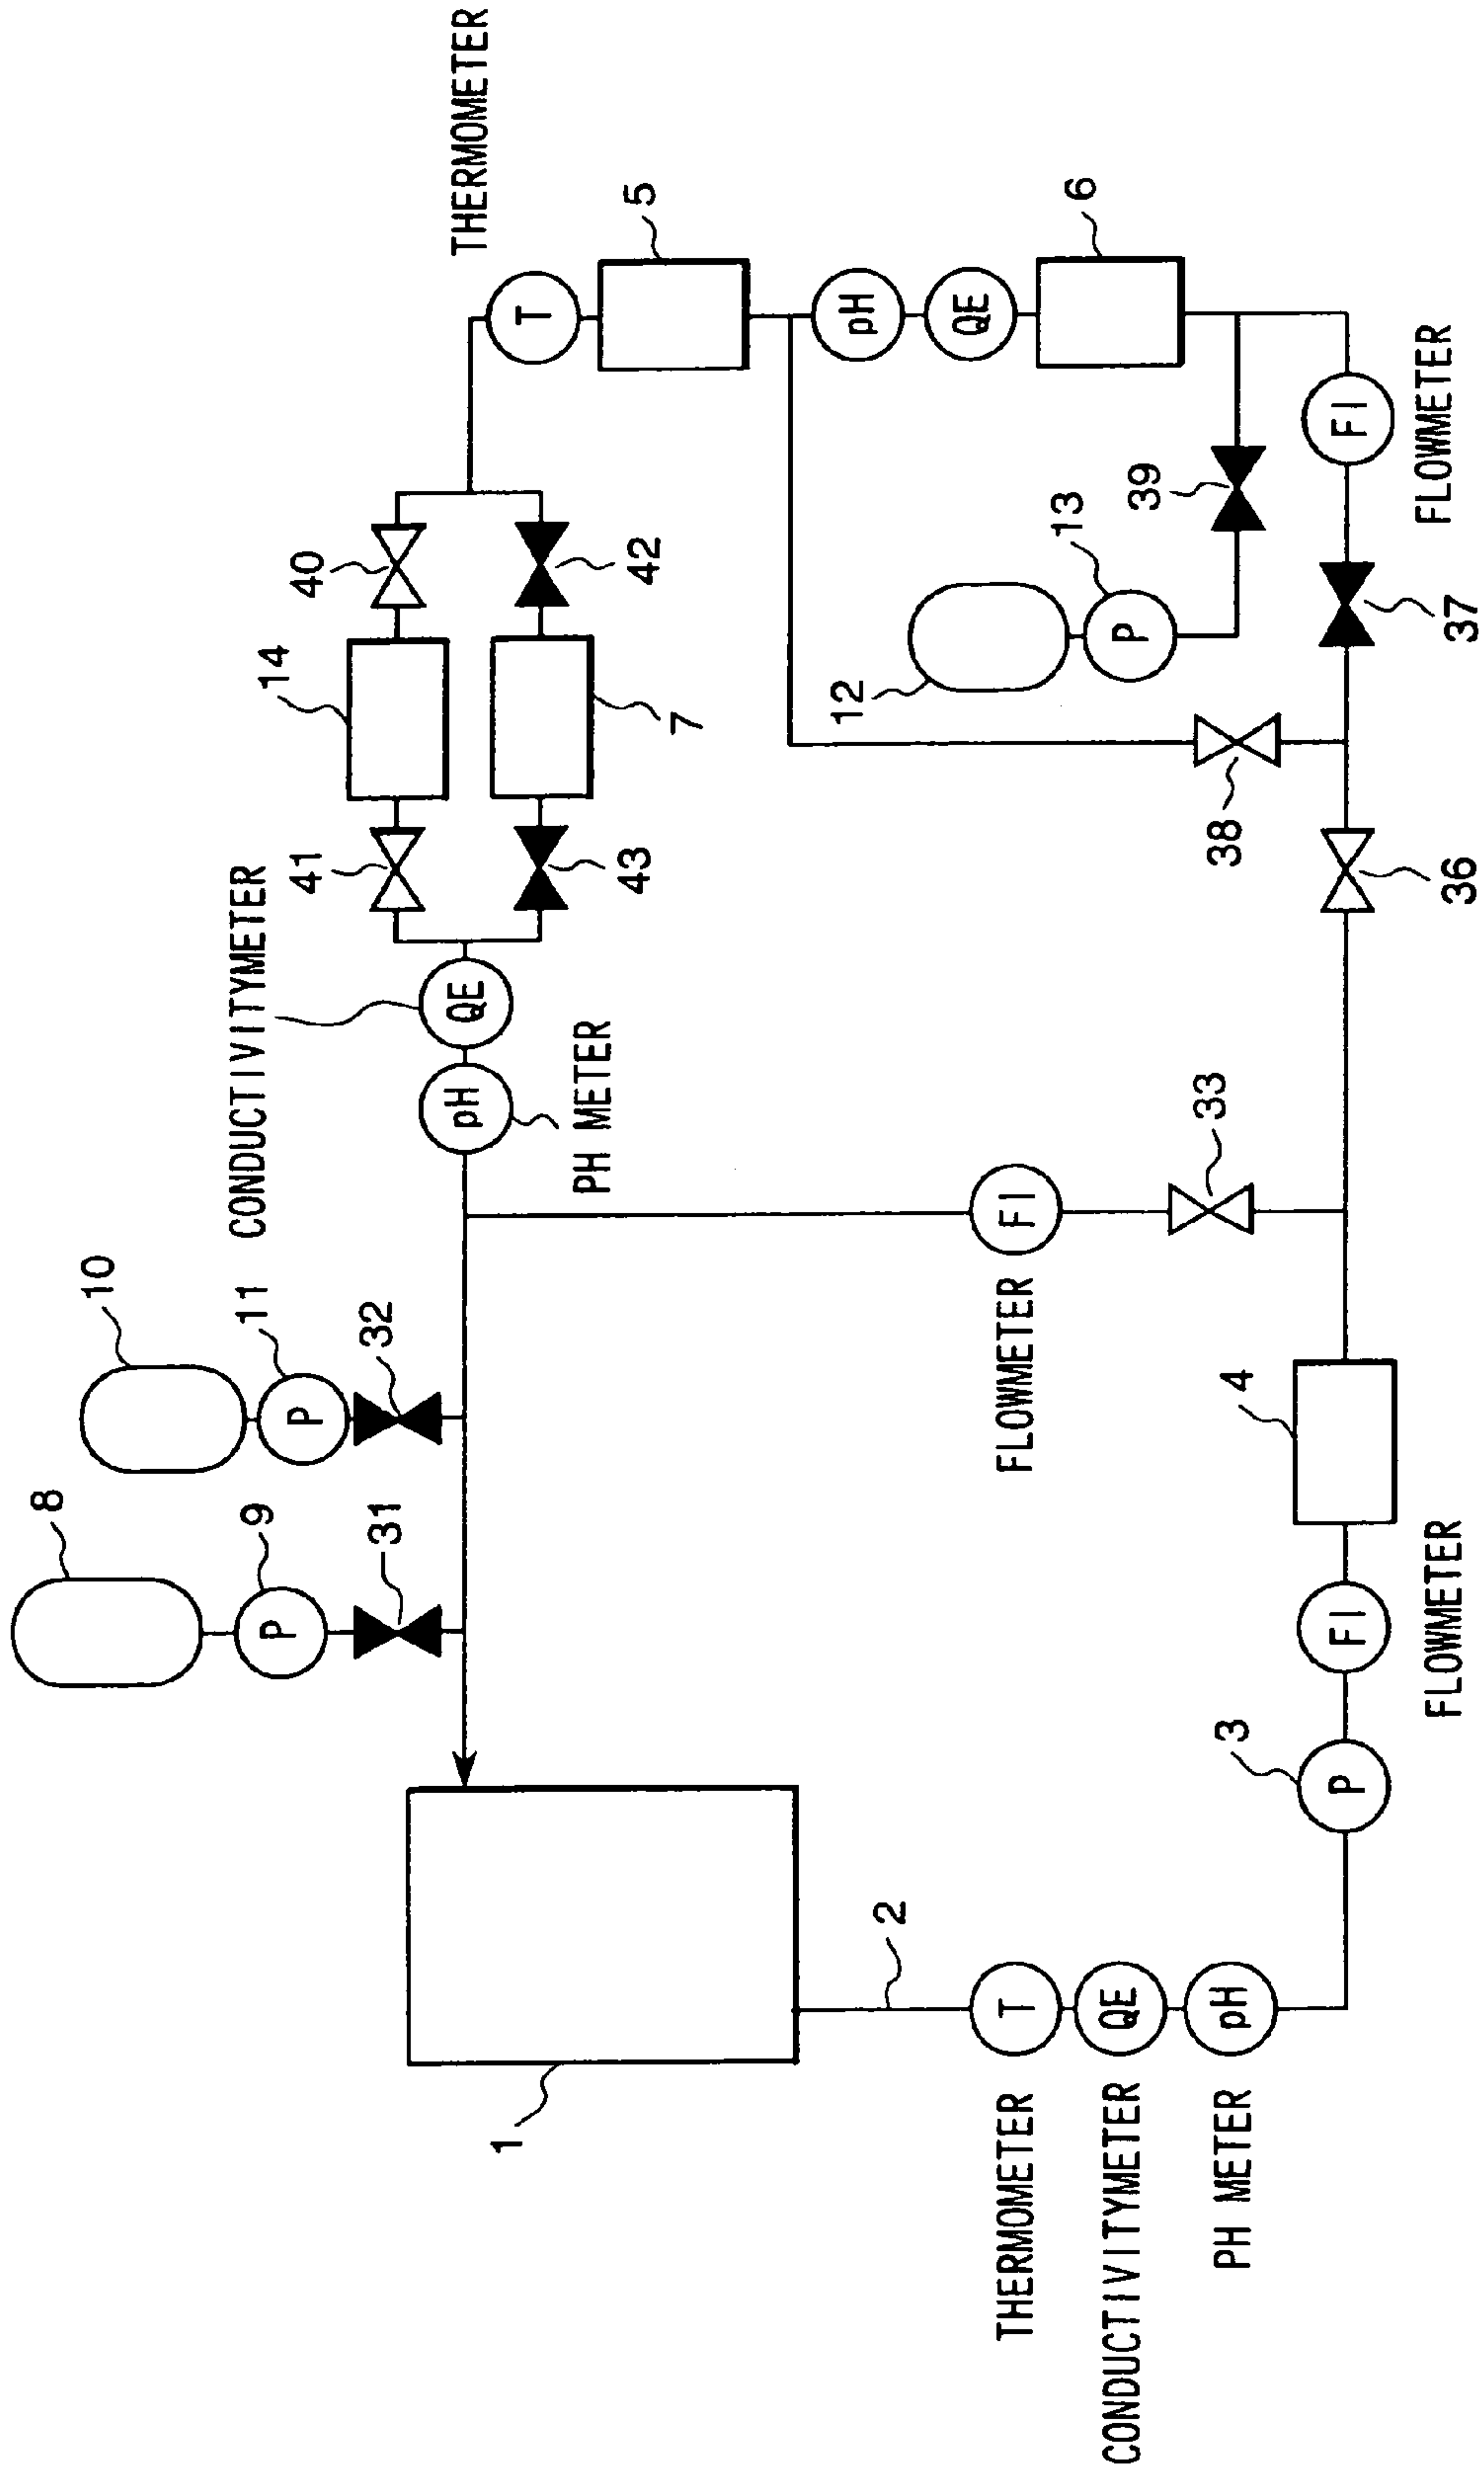 8
10
9
11
CONDUCTIVITYMETER
14
P
P
41
40
31
32
THERMOMETER
pH
QE
1
T
PH METER
43
42
5
7
12
pH
2
QE
THERMOMETER
T
FLOWMETER
FI
13
6
CONDUCTIVITYMETER
QE
P
39
PH METER
pH
3
4
33
38
P
FI
FI
FLOWMETER
36
37
FLOWMETER